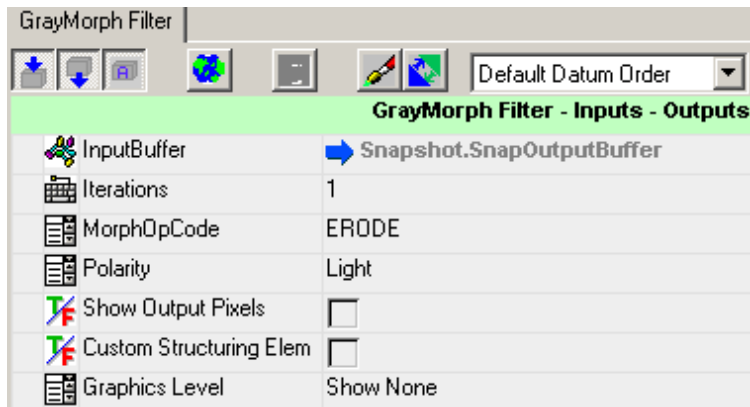 GrayMorph Filter
A Default Datum Order
GrayMorph Filter - Inputs - Outputs
InputBuffer Snapshot.SnapOutputBuffer
Iterations 1
MorphOpCode ERODE
Polarity Light
T/F Show Output Pixels
T/F Custom Structuring Elem
Graphics Level Show None